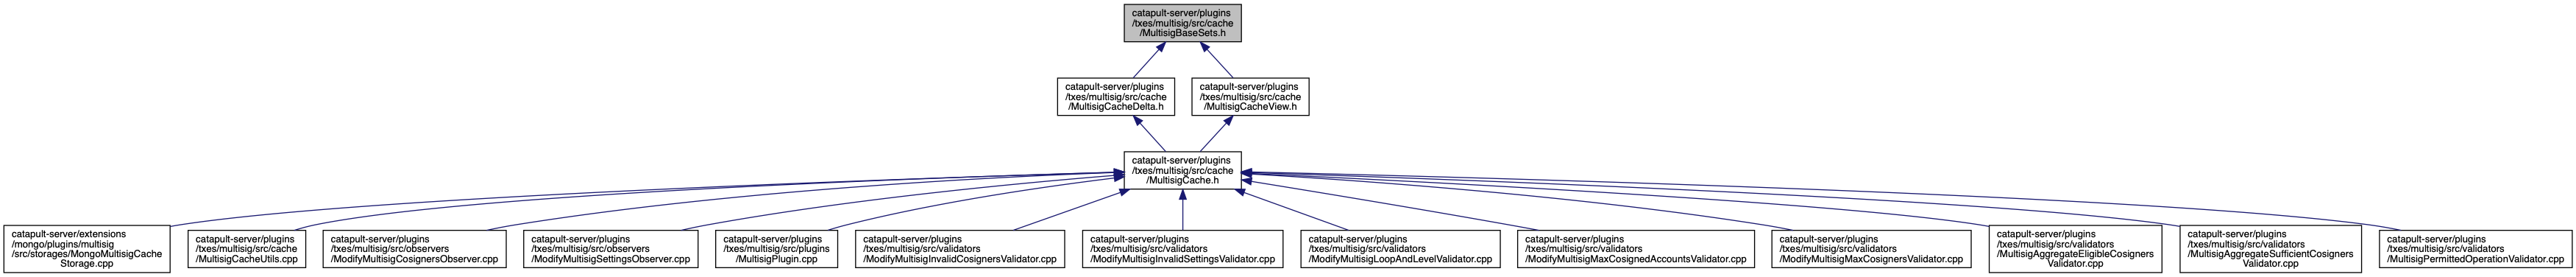 catapult-server/plugins
/txes/multisig/src/cache
/MultisigBaseSets.h
catapult-server/plugins
/txes/multisig/src/cache
/MultisigCacheDelta.h
catapult-server/plugins
/txes/multisig/src/cache
/MultisigCacheView.h
catapult-server/plugins
/txes/multisig/src/cache
/MultisigCache.h
catapult-server/extensions
/mongo/plugins/multisig
/src/storages/MongoMultisigCache
Storage.cpp
catapult-server/plugins
/txes/multisig/src/cache
/MultisigCacheUtils.cpp
catapult-server/plugins
/txes/multisig/src/observers
/ModifyMultisigCosignersObserver.cpp
catapult-server/plugins
/txes/multisig/src/observers
/ModifyMultisigSettingsObserver.cpp
catapult-server/plugins
/txes/multisig/src/plugins
/MultisigPlugin.cpp
catapult-server/plugins
/txes/multisig/src/validators
/ModifyMultisigInvalidCosignersValidator.cpp
catapult-server/plugins
/txes/multisig/src/validators
/ModifyMultisigInvalidSettingsValidator.cpp
catapult-server/plugins
/txes/multisig/src/validators
/ModifyMultisigLoopAndLevelValidator.cpp
catapult-server/plugins
/txes/multisig/src/validators
/ModifyMultisigMaxCosignedAccountsValidator.cpp
catapult-server/plugins
/txes/multisig/src/validators
/ModifyMultisigMaxCosignersValidator.cpp
catapult-server/plugins
/txes/multisig/src/validators
/MultisigAggregateEligibleCosigners
Validator.cpp
catapult-server/plugins
/txes/multisig/src/validators
/MultisigAggregateSufficientCosigners
Validator.cpp
catapult-server/plugins
/txes/multisig/src/validators
/MultisigPermittedOperationValidator.cpp